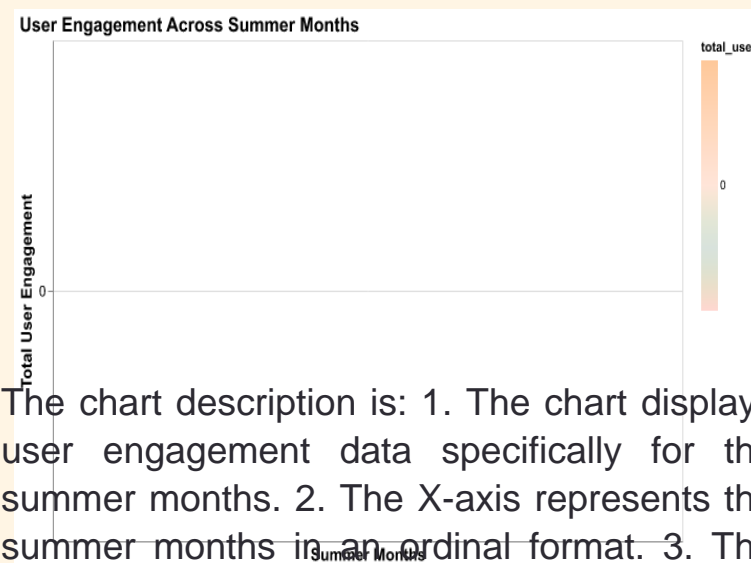 User Engagement Across Summer Months
total_use
0
Total User Engagement
0
The chart description is: 1. The chart display
user engagement data specifically for th
summer months. 2. The X-axis represents th
summer months in an ordinal format. 3. Th
Summer Months